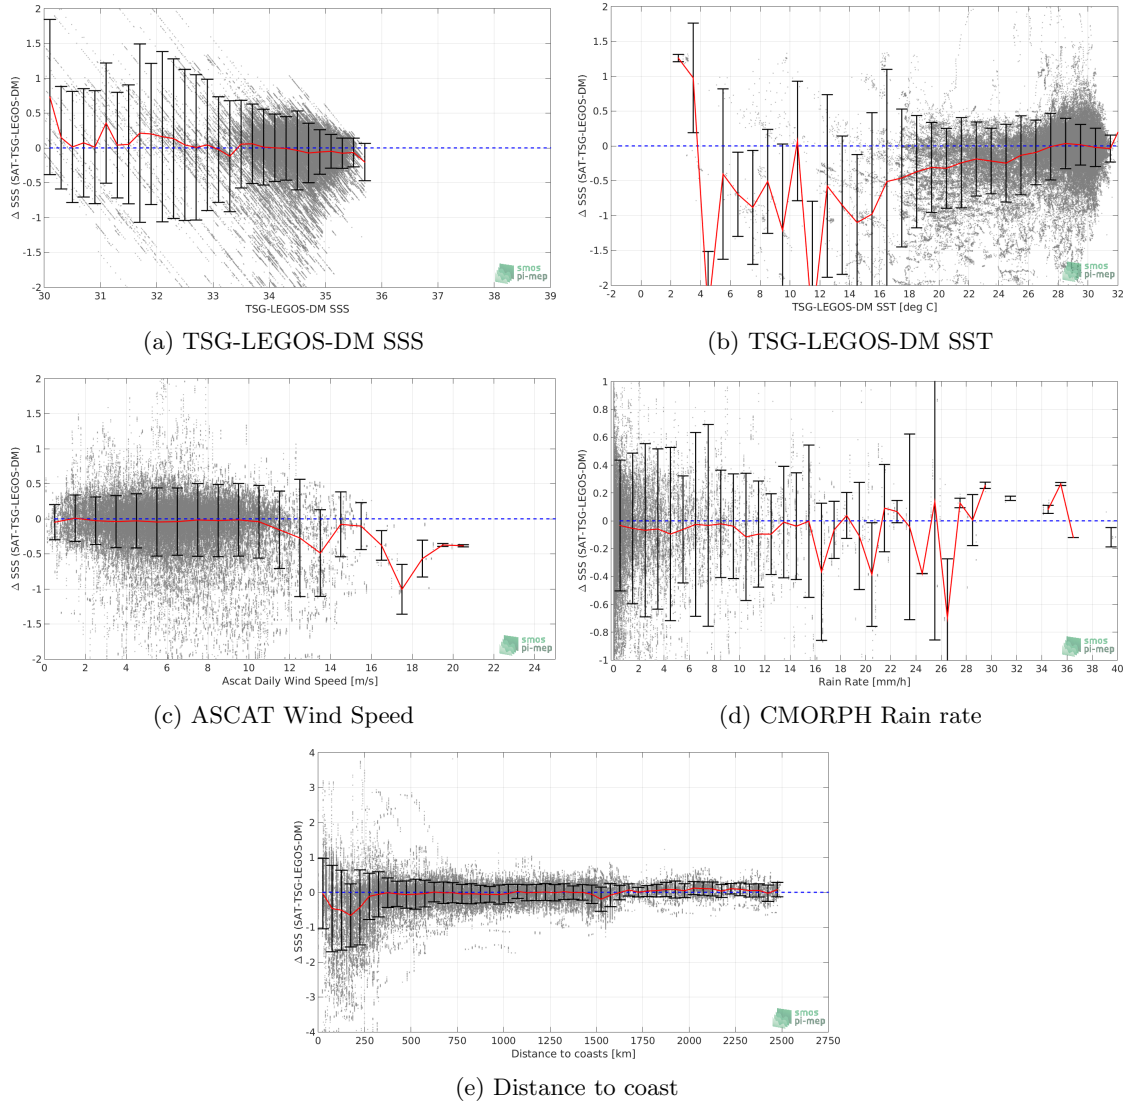 2
1.5
1
0.5
0
-0.5
-1
-1.5
-2
Δ SSS (SAT-TSG-LEGOS-DM)
30 31 32 33 34 35 36 37 38 39
TSG-LEGOS-DM SSS
smos
pi-mep
(a) TSG-LEGOS-DM SSS
2
1.5
1
0.5
0
-0.5
-1
-1.5
-2
Δ SSS (SAT-TSG-LEGOS-DM)
-2 0 2 4 6 8 10 12 14 16 18 20 22 24 26 28 30 32
TSG-LEGOS-DM SST [deg C]
smos
pi-mep
(b) TSG-LEGOS-DM SST
2
1.5
1
0.5
0
-0.5
-1
-1.5
-2
Δ SSS (SAT-TSG-LEGOS-DM)
0 2 4 6 8 10 12 14 16 18 20 22 24
Ascat Daily Wind Speed [m/s]
smos
pi-mep
(c) ASCAT Wind Speed
1
0.8
0.6
0.4
0.2
0
-0.2
-0.4
-0.6
-0.8
-1
Δ SSS (SAT-TSG-LEGOS-DM)
0 2 4 6 8 10 12 14 16 18 20 22 24 26 28 30 32 34 36 38 40
Rain Rate [mm/h]
smos
pi-mep
(d) CMORPH Rain rate
4
3
2
1
0
-1
-2
-3
-4
Δ SSS (SAT-TSG-LEGOS-DM)
0 250 500 750 1000 1250 1500 1750 2000 2250 2500 2750
Distance to coasts [km]
smos
pi-mep
(e) Distance to coast